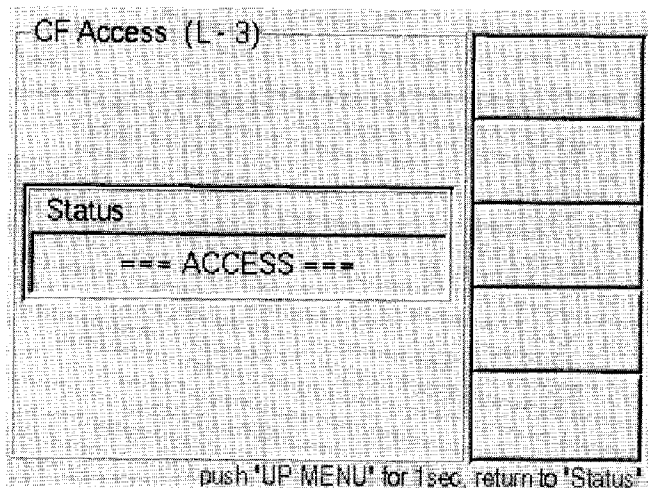 CF Access (L - 3)
Status
=== ACCESS ===
push "UP MENU" for 1sec, return to "Status"